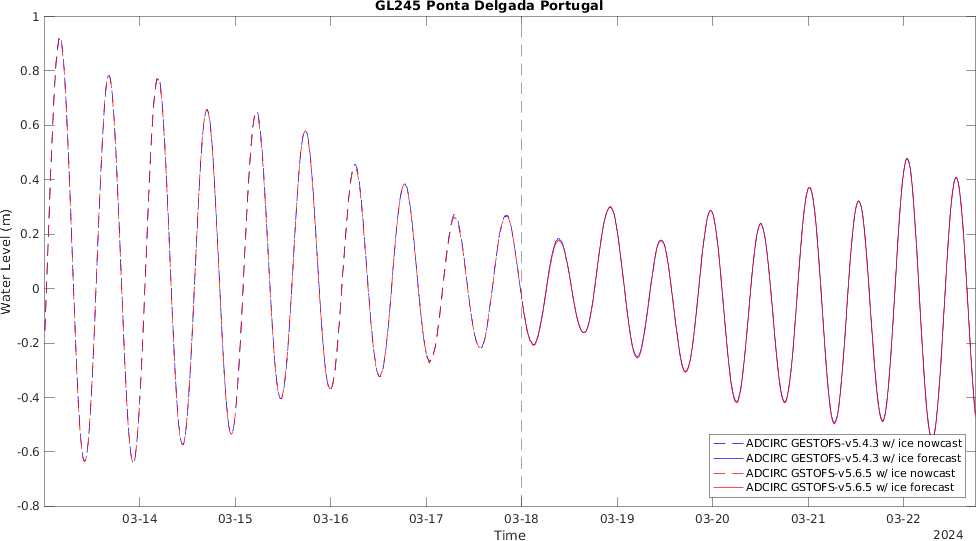 GL245 Ponta Delgada Portugal
1
0.8
0.6
0.4
0.2
0
-0.2
-0.4
-0.6
-0.8
Water Level (m)
ADCIRC GESTOFS-v5.4.3 w/ ice nowcast
ADCIRC GESTOFS-v5.4.3 w/ ice forecast
ADCIRC GSTOFS-v5.6.5 w/ ice nowcast
ADCIRC GSTOFS-v5.6.5 w/ ice forecast
03-14 03-15 03-16 03-17 03-18 03-19 03-20 03-21 03-22
Time
2024